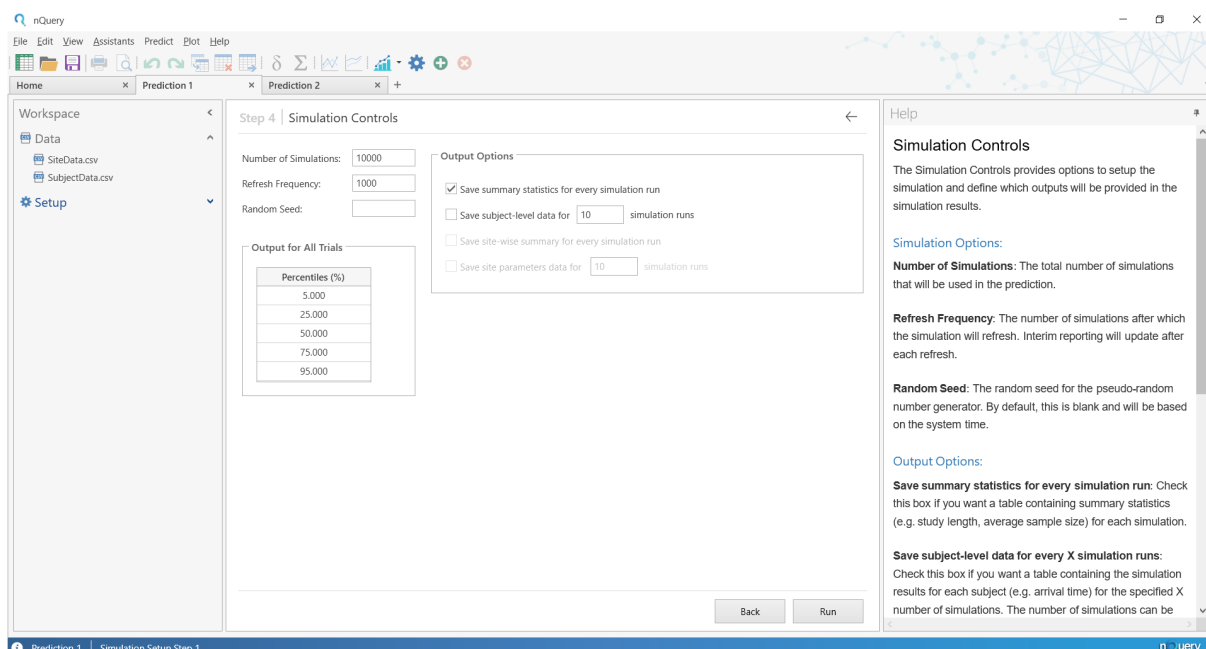 nQuery
File Edit View Assistants Predict Plot Help
Home × Prediction 1 × Prediction 2 × +
Workspace
Data
SiteData.csv
SubjectData.csv
Setup
Step 4 | Simulation Controls
Number of Simulations: 10000
Refresh Frequency: 1000
Random Seed:
Output for All Trials
Percentiles (%)
5.000
25.000
50.000
75.000
95.000
Output Options
Save summary statistics for every simulation run
Save subject-level data for 10 simulation runs
Save site-wise summary for every simulation run
Save site parameters data for 10 simulation runs
Back Run
Help
Simulation Controls
The Simulation Controls provides options to setup the
simulation and define which outputs will be provided in the
simulation results.
Simulation Options:
Number of Simulations: The total number of simulations
that will be used in the prediction.
Refresh Frequency: The number of simulations after which
the simulation will refresh. Interim reporting will update after
each refresh.
Random Seed: The random seed for the pseudo-random
number generator. By default, this is blank and will be based
on the system time.
Output Options:
Save summary statistics for every simulation run: Check
this box if you want a table containing summary statistics
(e.g. study length, average sample size) for each simulation.
Save subject-level data for every X simulation runs:
Check this box if you want a table containing the simulation
results for each subject (e.g. arrival time) for the specified X
number of simulations. The number of simulations can be
Prediction 1 | Simulation Setup Step 1
nQuery